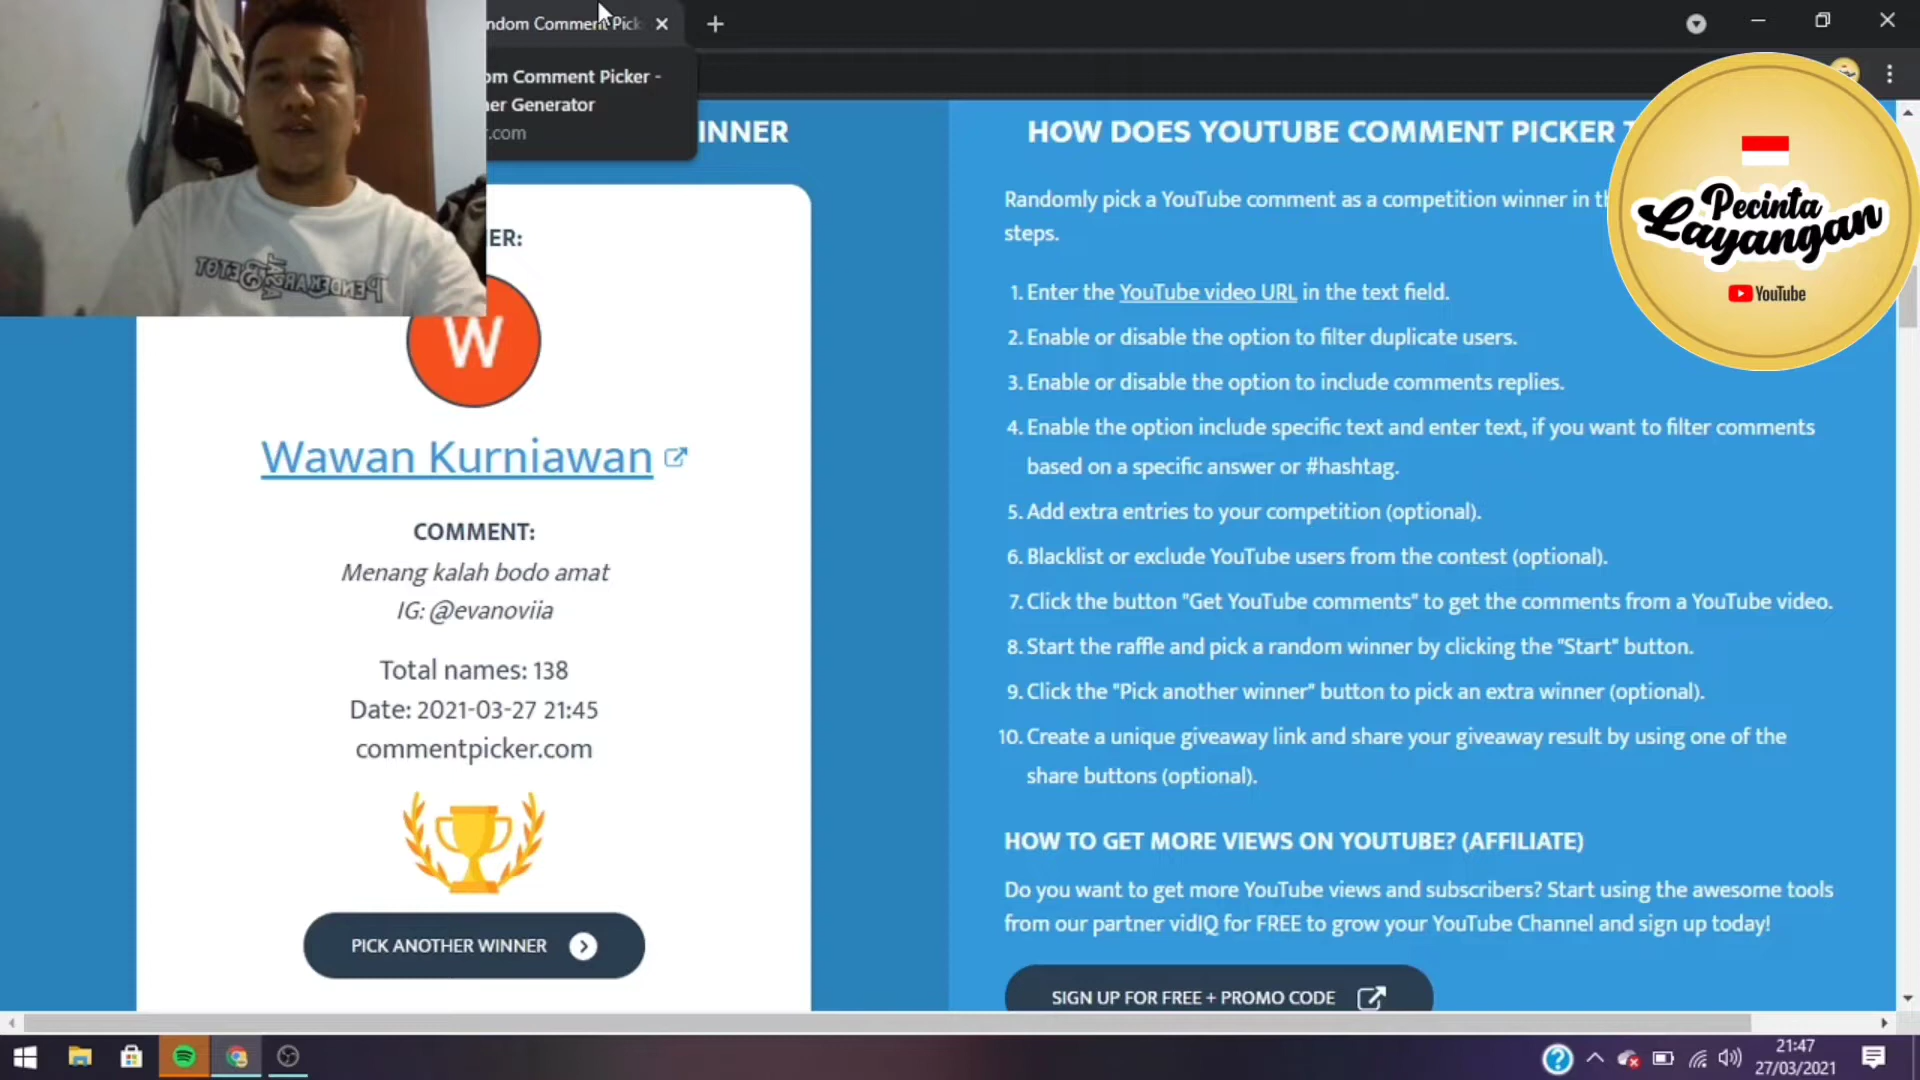 ndom Comment Pick
om Comment Picker -
er Generator
r.com
INNER
ER:
W
Wawan Kurniawan
COMMENT:
Menang kalah bodo amat
IG: @evanoviia
Total names: 138
Date: 2021-03-27 21:45
commentpicker.com
PICK ANOTHER WINNER
HOW DOES YOUTUBE COMMENT PICKER
Randomly pick a YouTube comment as a competition winner in th
steps.
1. Enter the YouTube video URL in the text field.
2. Enable or disable the option to filter duplicate users.
3. Enable or disable the option to include comments replies.
4. Enable the option include specific text and enter text, if you want to filter comments
based on a specific answer or #hashtag.
5. Add extra entries to your competition (optional).
6. Blacklist or exclude YouTube users from the contest (optional).
7. Click the button "Get YouTube comments" to get the comments from a YouTube video.
8. Start the raffle and pick a random winner by clicking the "Start" button.
9. Click the "Pick another winner" button to pick an extra winner (optional).
10. Create a unique giveaway link and share your giveaway result by using one of the
share buttons (optional).
HOW TO GET MORE VIEWS ON YOUTUBE? (AFFILIATE)
Do you want to get more YouTube views and subscribers? Start using the awesome tools
from our partner vidIQ for FREE to grow your YouTube Channel and sign up today!
SIGN UP FOR FREE + PROMO CODE
Pecinta
Layangan
YouTube
21:47
27/03/2021